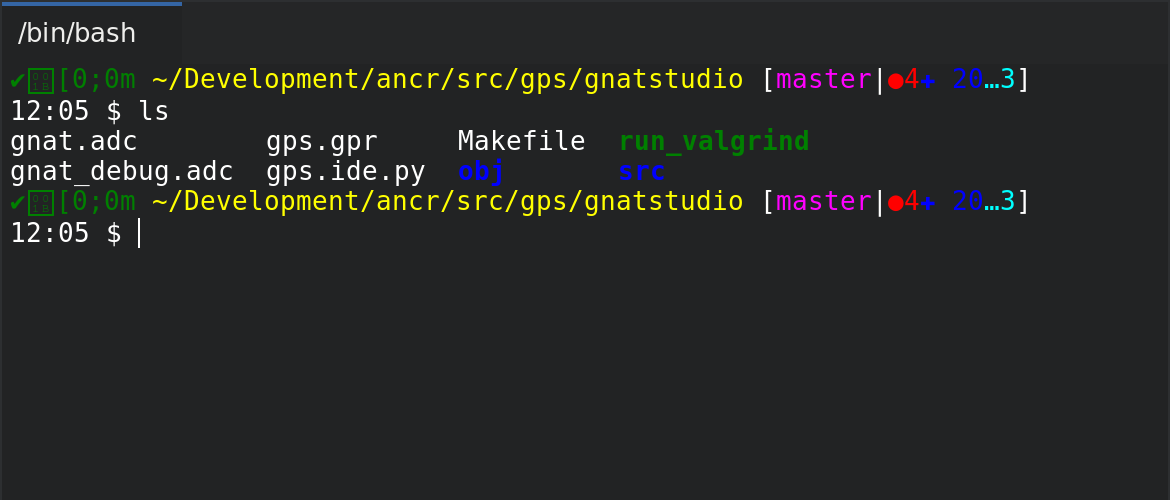 /bin/bash
✔[0;0m ~/Development/ancr/src/gps/gnatstudio [master|●4✚ 20…3]
12:05 $ ls
gnat.adc        gps.gpr     Makefile  run_valgrind
gnat_debug.adc  gps.ide.py  obj       src
✔[0;0m ~/Development/ancr/src/gps/gnatstudio [master|●4✚ 20…3]
12:05 $